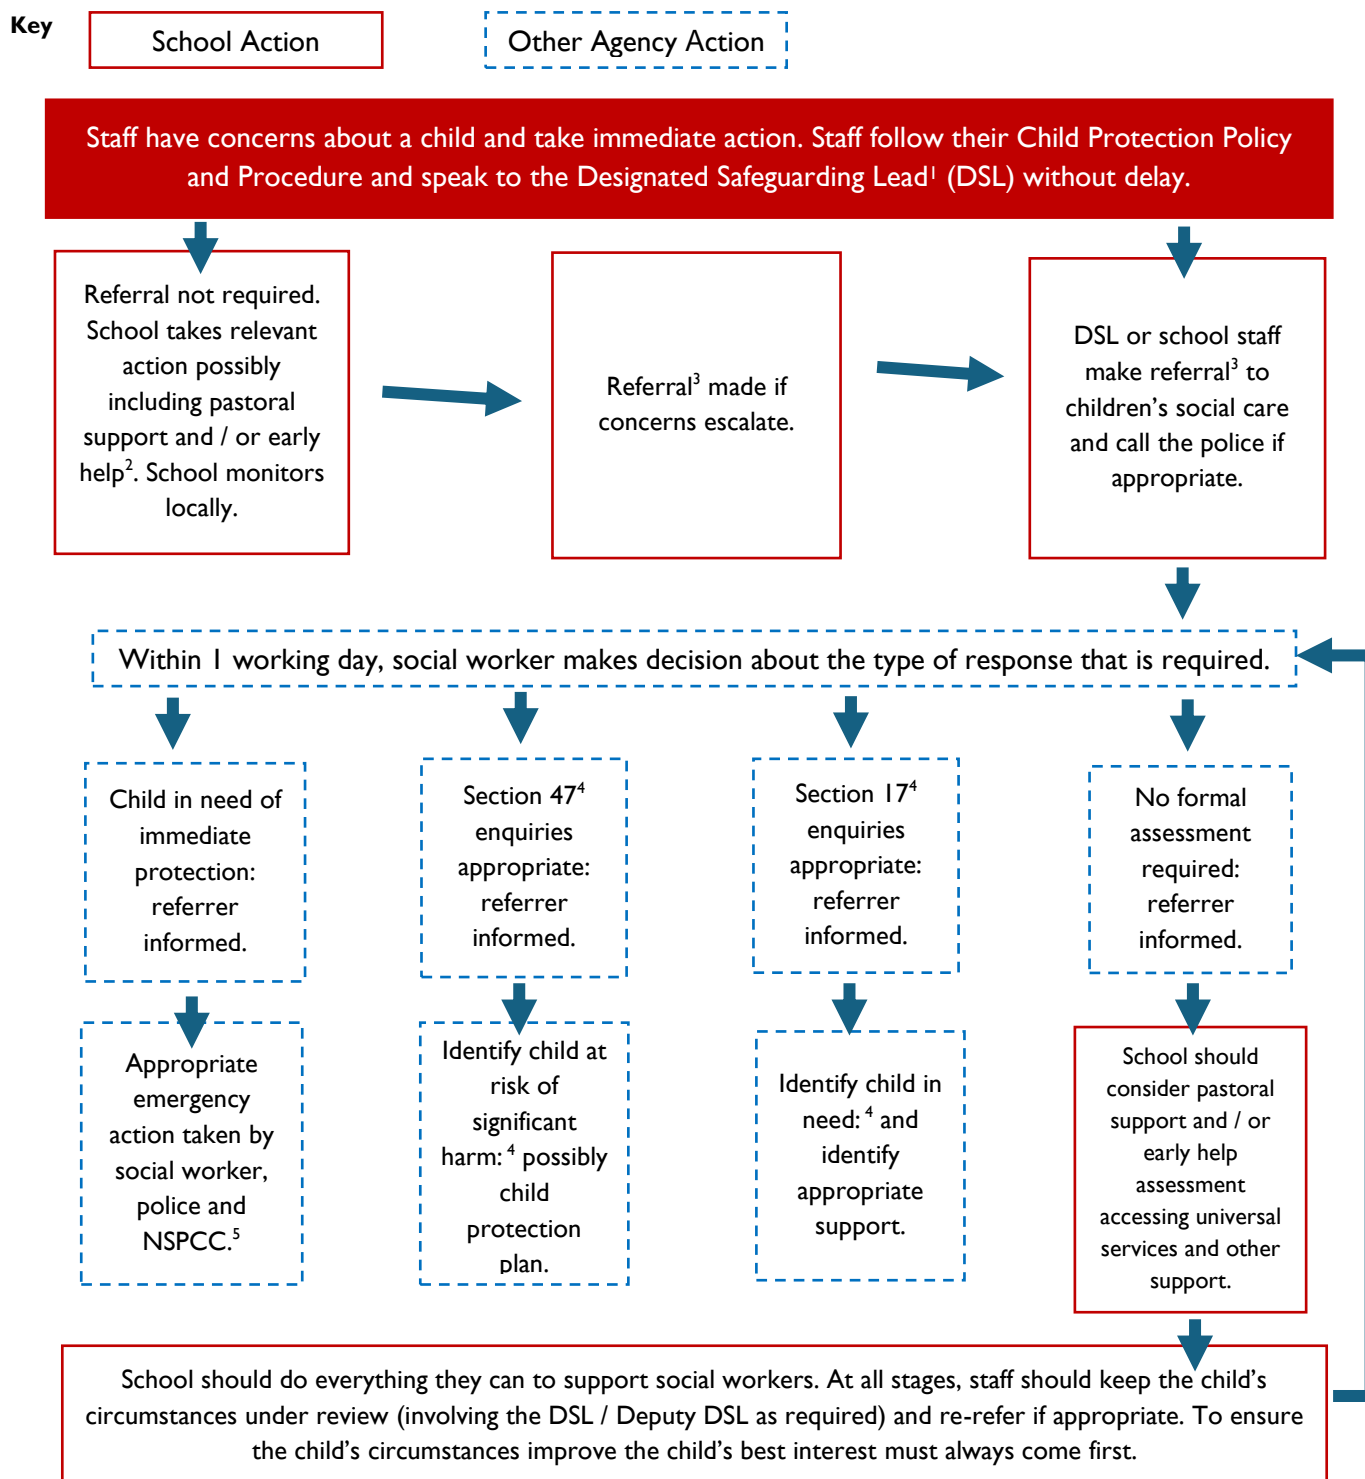 Key
School Action
Other Agency Action
Staff have concerns about a child and take immediate action. Staff follow their Child Protection Policy
and Procedure and speak to the Designated Safeguarding Lead¹ (DSL) without delay.
Referral not required.
School takes relevant
action possibly
including pastoral
support and / or early
help². School monitors
locally.
Referral³ made if
concerns escalate.
DSL or school staff
make referral³ to
children’s social care
and call the police if
appropriate.
Within 1 working day, social worker makes decision about the type of response that is required.
Child in need of
immediate
protection:
referrer
informed.
Section 47⁴
enquiries
appropriate:
referrer
informed.
Section 17⁴
enquiries
appropriate:
referrer
informed.
No formal
assessment
required:
referrer
informed.
Appropriate
emergency
action taken by
social worker,
police and
NSPCC.⁵
Identify child at
risk of
significant
harm: ⁴ possibly
child
protection
plan.
Identify child in
need: ⁴ and
identify
appropriate
support.
School should
consider pastoral
support and / or
early help
assessment
accessing universal
services and other
support.
School should do everything they can to support social workers. At all stages, staff should keep the child’s
circumstances under review (involving the DSL / Deputy DSL as required) and re-refer if appropriate. To ensure
the child’s circumstances improve the child’s best interest must always come first.